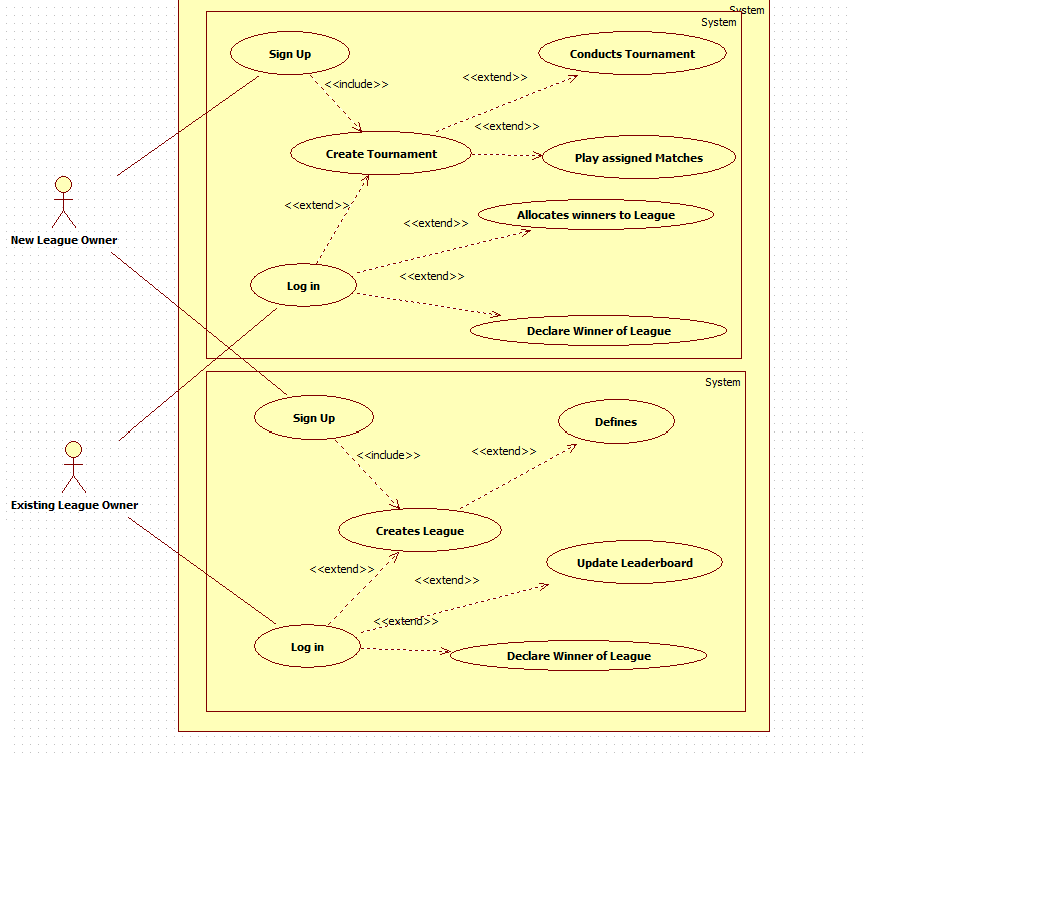 System
System
Sign Up
Conducts Tournament
<<extend>>
<<include>>
<<extend>>
Create Tournament
Play assigned Matches
<<extend>>
Allocates winners to League
<<extend>>
New League Owner
<<extend>>
Log in
Declare Winner of League
System
Sign Up
Defines
<<include>>
<<extend>>
Existing League Owner
Creates League
Update Leaderboard
<<extend>>
<<extend>>
<<extend>>
Log in
Declare Winner of League